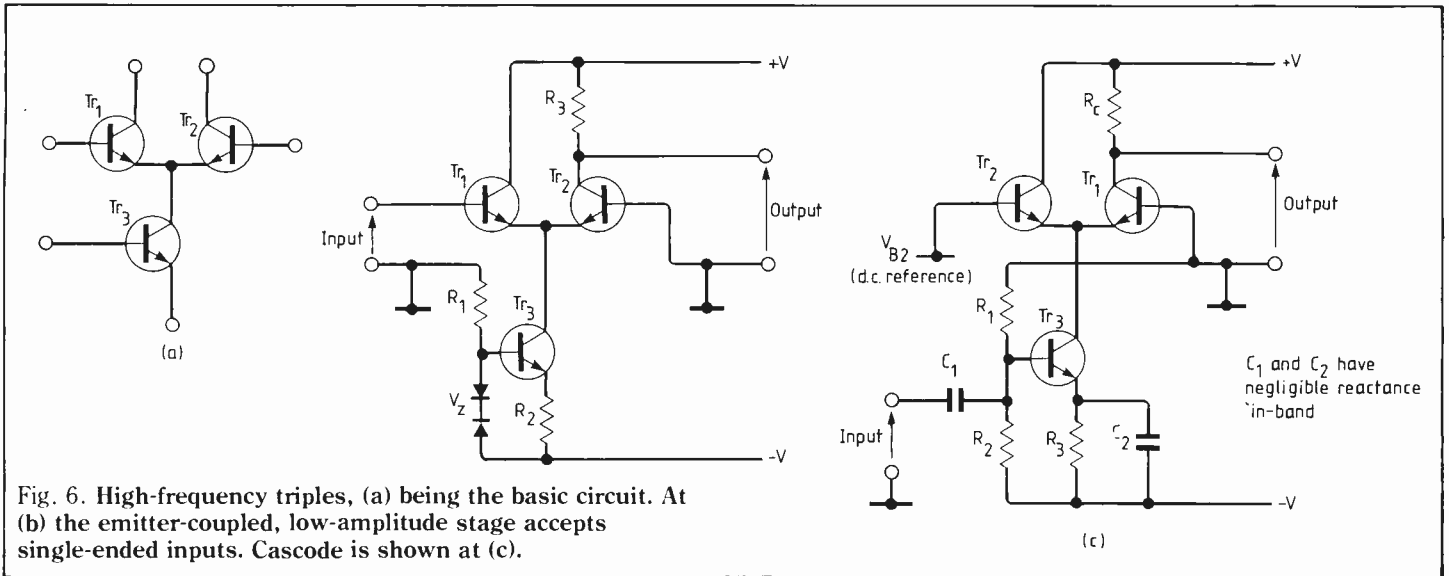 Tr1
Tr2
Tr3
(a)
+V
R3
Tr1
Tr2
Input
Output
R1
Tr3
VZ
R2
-V
+V
Rc
Tr2
Tr1
Output
VB2
(d.c. reference)
R1
Tr3
C1
C1 and C2 have
negligible reactance
in-band
Input
R2
R3
-V
(c)
Fig. 6. High-frequency triples, (a) being the basic circuit. At
(b) the emitter-coupled, low-amplitude stage accepts
single-ended inputs. Cascode is shown at (c).